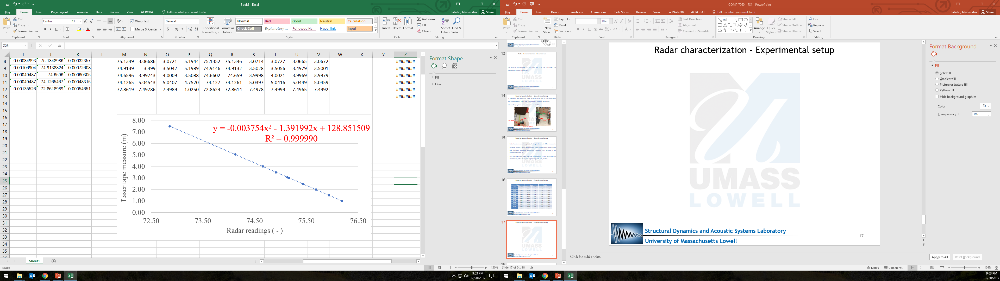 Book1 - Excel
Sabato, Alessandro Share
File Home Insert Page Layout Formulas Data Review View ACROBAT Tell me what you want to do...
Paste Cut Copy Format Painter
Calibri 11
Wrap Text Merge & Center
General
Conditional Formatting Format as Table
Normal Bad Good Neutral Calculation
Check Cell Explanatory ... Followed Hy... Hyperlink Input
Insert Delete Format
AutoSum Fill Clear Sort & Filter Find & Select
Clipboard Font Alignment Number Styles Cells Editing
Z25
I J K L M N O P Q R S T U V W X Y Z
8 0.00034993 75.1348986 0.00032357 75.1349 3.06686 3.0721 -5.1944 75.1352 75.1346 3.0714 3.0727 3.0665 3.0672 ########
9 0.00106904 74.9138824 0.00072608 74.9139 3.499 3.5042 -5.1989 74.9146 74.9132 3.5028 3.5056 3.4979 3.5001 ########
10 0.00049487 74.6596 0.00060305 74.6596 3.99743 4.0009 -3.5088 74.6602 74.659 3.9998 4.0021 3.9969 3.9979 ########
11 0.00049487 74.1265467 0.00048315 74.1265 5.04543 5.0407 4.7520 74.127 74.1261 5.0397 5.0416 5.0449 5.0459 ########
12 0.00135526 72.8618989 0.00054651 72.8619 7.49786 7.4989 -1.0250 72.8624 72.8614 7.4978 7.4999 7.4965 7.4992 ########
13 ########
14
15
16
17
18
19
20
21
22
23
24
25
26
27
28
29
30
31
32
33
34
35
8.00
7.00
6.00
5.00
4.00
3.00
2.00
1.00
0.00
Laser tape measure (m)
y = -0.003754x² - 1.391992x + 128.851509
R² = 0.999990
72.50 73.50 74.50 75.50 76.50
Radar readings ( - )
Format Shape
Fill
Line
Sheet1
Ready
130%
9:03 PM
12/20/2017
COMP 7060 – 731 - PowerPoint
Sabato, Alessandro Share
File Home Insert Design Transitions Animations Slide Show Review View EndNote X8 ACROBAT Tell me what you want to do...
Paste Cut Copy Format Painter
New Slide Layout Reset Section
10+
Text Direction Align Text Convert to SmartArt
Arrange Quick Styles Shape Fill Shape Outline Shape Effects
Find Replace Select
Clipboard Slides Font Paragraph Drawing Editing
13
Radar characterization - Radar set up
14
Radar characterization - Experimental setup
15
Radar characterization - Experimental setup
16
Radar characterization - Experimental setup
17
Radar characterization - Experimental setup
UMASS
LOWELL
18
Radar characterization - Experimental setup
UMASS
LOWELL
Structural Dynamics and Acoustic Systems Laboratory
University of Massachusetts Lowell
17
Click to add notes
Format Background
Fill
Solid fill
Gradient fill
Picture or texture fill
Pattern fill
Hide background graphics
Color
Transparency 0%
Apply to All Reset Background
Slide 17 of 0 .. 18
Notes Comments 109%
9:03 PM
12/20/2017